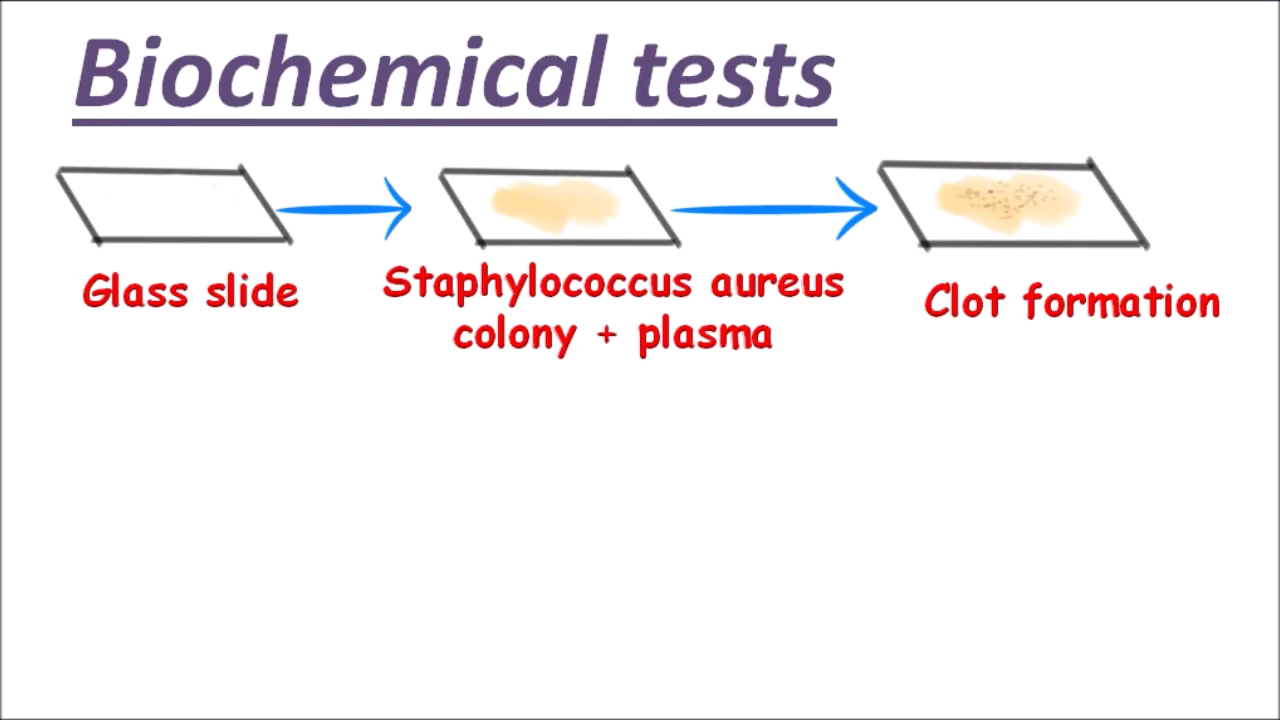 Biochemical tests
Glass slide
Staphylococcus aureus
colony + plasma
Clot formation